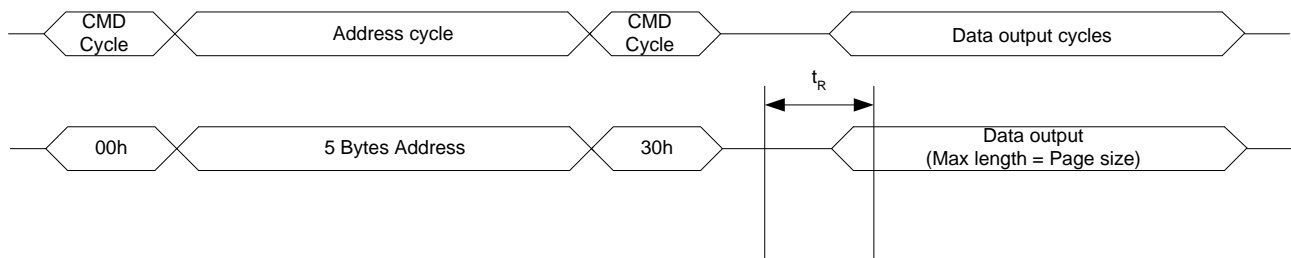 CMD
Cycle
Address cycle
CMD
Cycle
Data output cycles
tR
00h
5 Bytes Address
30h
Data output
(Max length = Page size)